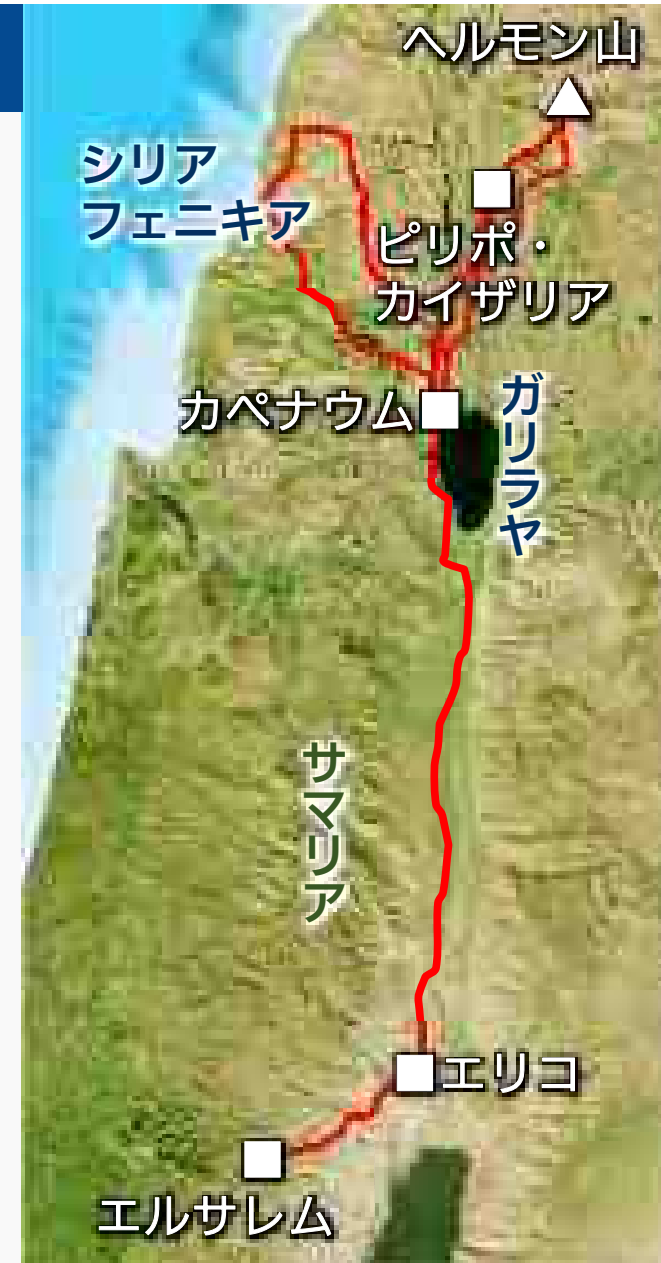 ヘルモン山
シリア
フェニキア
ピリポ・
カイザリア
カペナウム
ガリラヤ
サマリア
エリコ
エルサレム